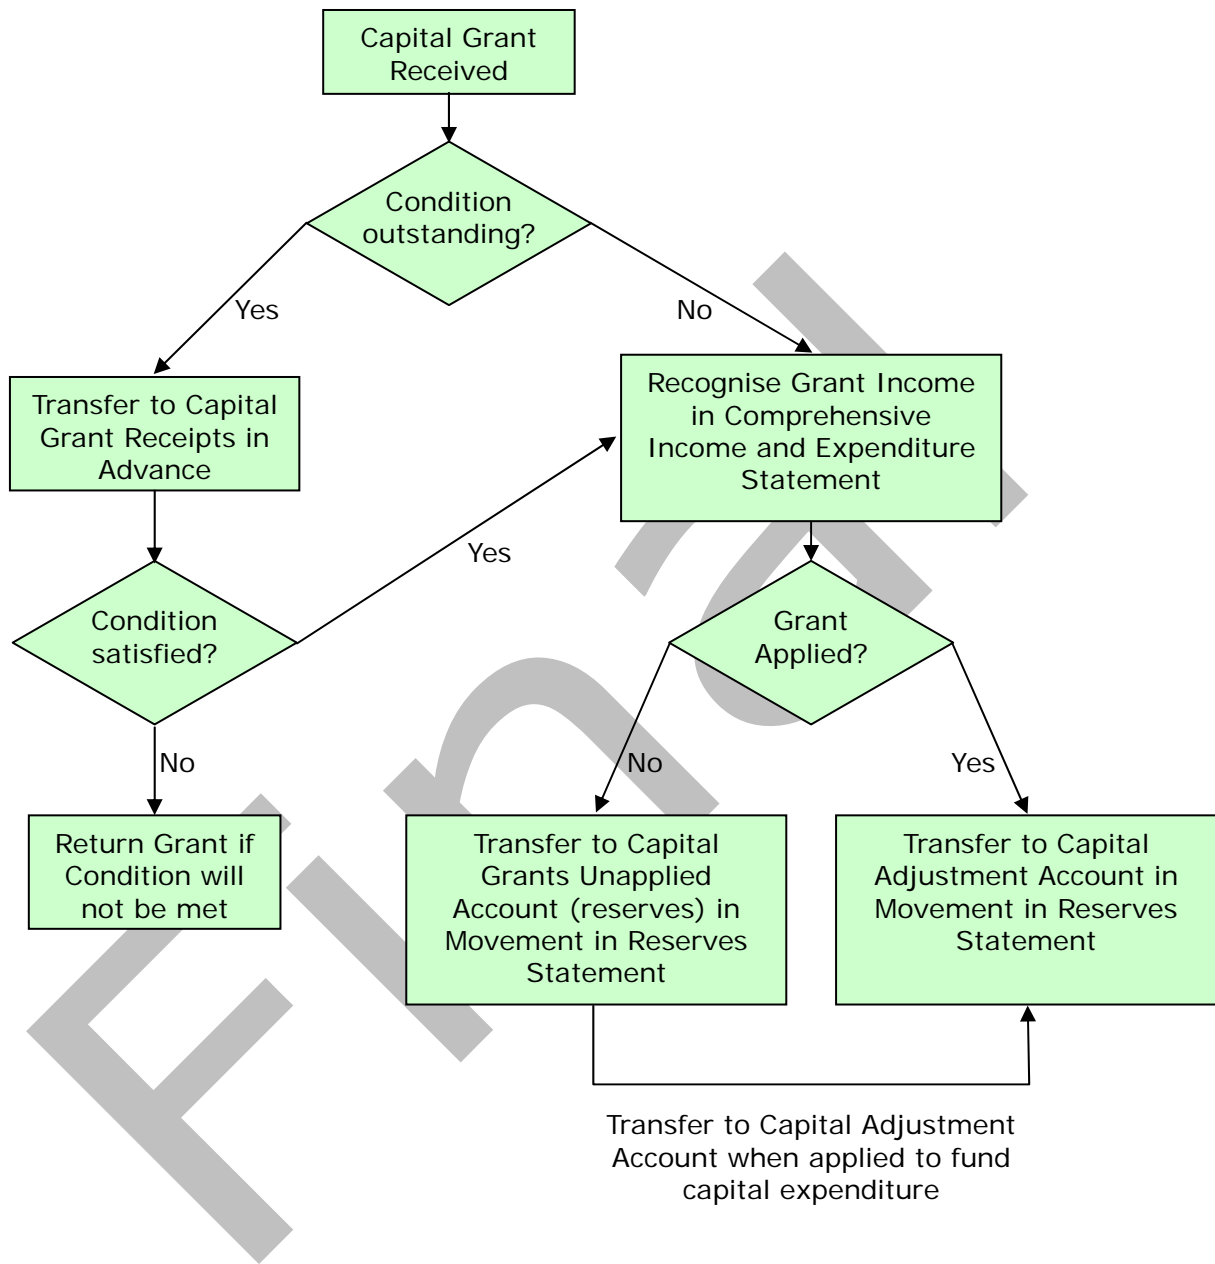 Capital Grant
Received
Condition
outstanding?
Yes
No
Transfer to Capital
Grant Receipts in
Advance
Recognise Grant Income
in Comprehensive
Income and Expenditure
Statement
Yes
Condition
satisfied?
Grant
Applied?
No
No
Yes
Return Grant if
Condition will
not be met
Transfer to Capital
Grants Unapplied
Account (reserves) in
Movement in Reserves
Statement
Transfer to Capital
Adjustment Account in
Movement in Reserves
Statement
Transfer to Capital Adjustment
Account when applied to fund
capital expenditure
Final